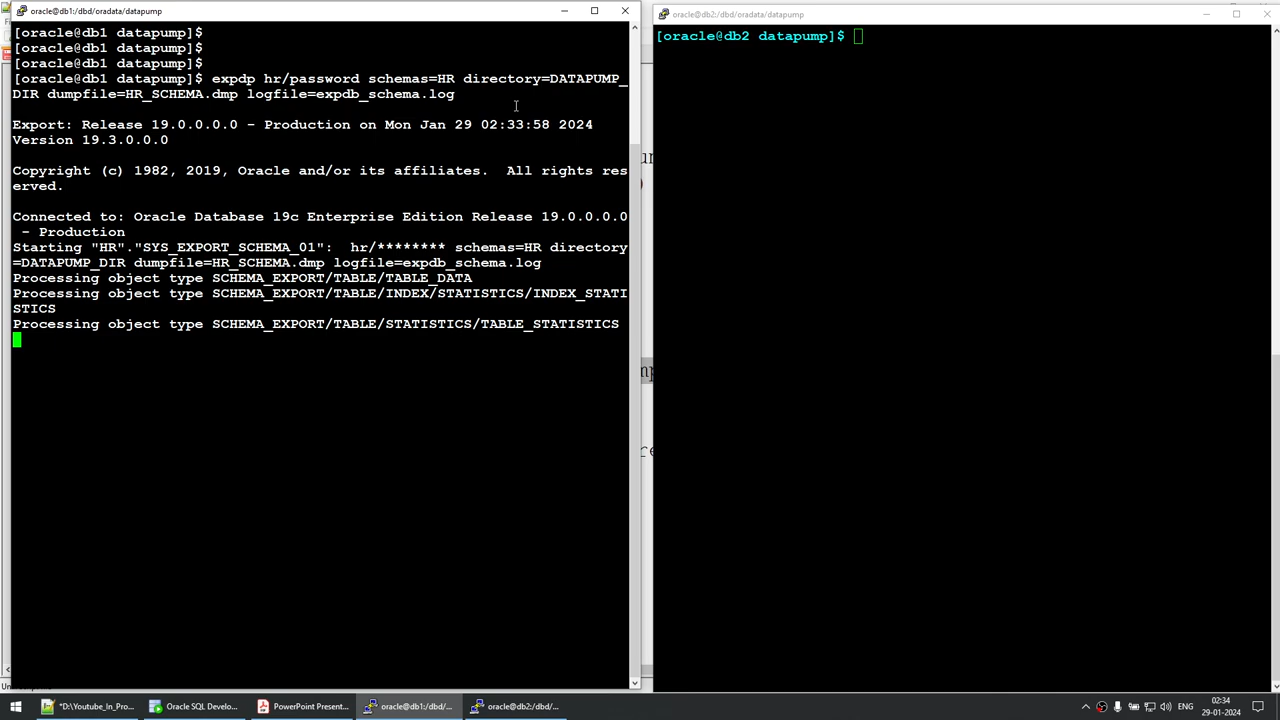 oracle@db1:/dbd/oradata/datapump
[oracle@db1 datapump]$
[oracle@db1 datapump]$
[oracle@db1 datapump]$
[oracle@db1 datapump]$ expdp hr/password schemas=HR directory=DATAPUMP_
DIR dumpfile=HR_SCHEMA.dmp logfile=expdb_schema.log
Export: Release 19.0.0.0.0 - Production on Mon Jan 29 02:33:58 2024
Version 19.3.0.0.0
Copyright (c) 1982, 2019, Oracle and/or its affiliates.  All rights res
erved.
Connected to: Oracle Database 19c Enterprise Edition Release 19.0.0.0.0
 - Production
Starting "HR"."SYS_EXPORT_SCHEMA_01":  hr/******** schemas=HR directory
=DATAPUMP_DIR dumpfile=HR_SCHEMA.dmp logfile=expdb_schema.log
Processing object type SCHEMA_EXPORT/TABLE/TABLE_DATA
Processing object type SCHEMA_EXPORT/TABLE/INDEX/STATISTICS/INDEX_STATI
STICS
Processing object type SCHEMA_EXPORT/TABLE/STATISTICS/TABLE_STATISTICS
oracle@db2:/dbd/oradata/datapump
[oracle@db2 datapump]$
"D:\Youtube_In_Pro...
Oracle SQL Develo...
PowerPoint Present...
oracle@db1:/dbd/...
oracle@db2:/dbd/...
02:34
29-01-2024